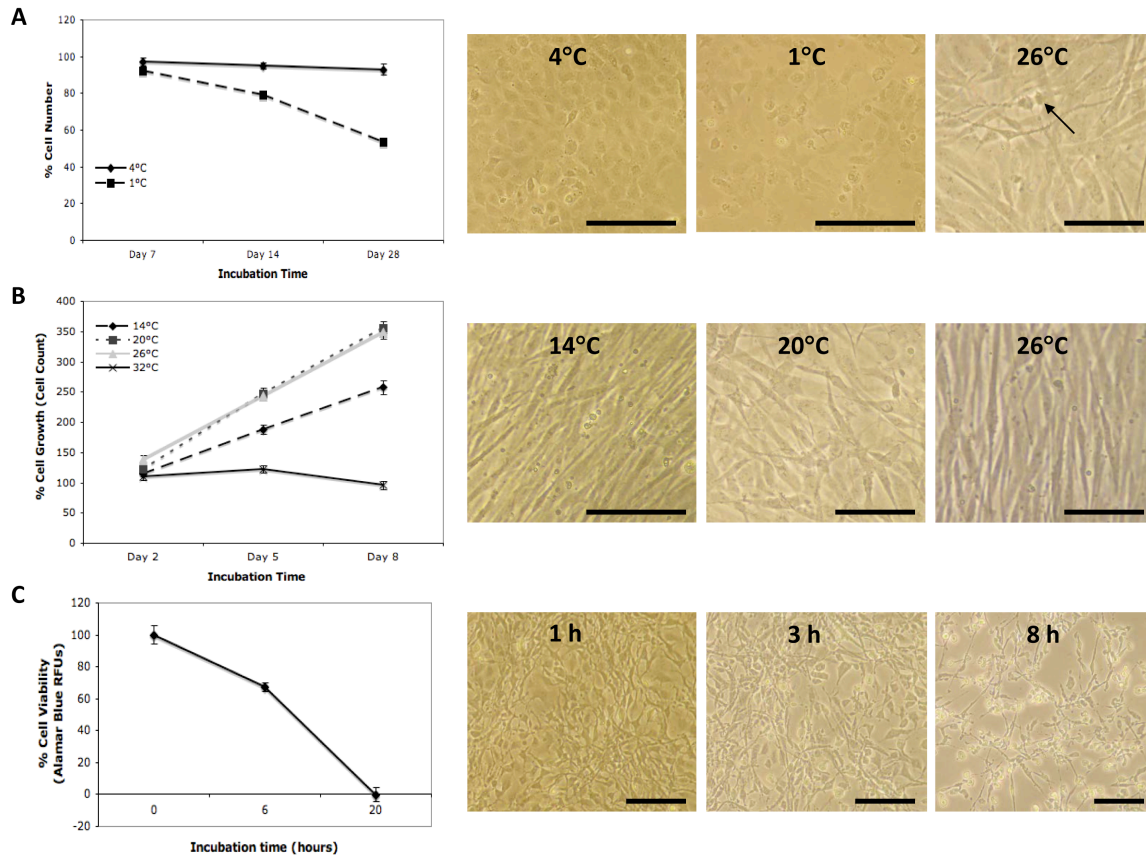 A
120
100
80
60
40
20
0
% Cell Number
4ºC
1ºC
Day 7 Day 14 Day 28
Incubation Time
4°C
1°C
26°C
B
400
350
300
250
200
150
100
50
0
% Cell Growth (Cell Count)
14ºC
20ºC
26ºC
32ºC
Day 2 Day 5 Day 8
Incubation Time
14°C
20°C
26°C
C
120
100
80
60
40
20
0
-20
% Cell Viability
(Alamar Blue RFUs)
0 6 20
Incubation time (hours)
1 h
3 h
8 h